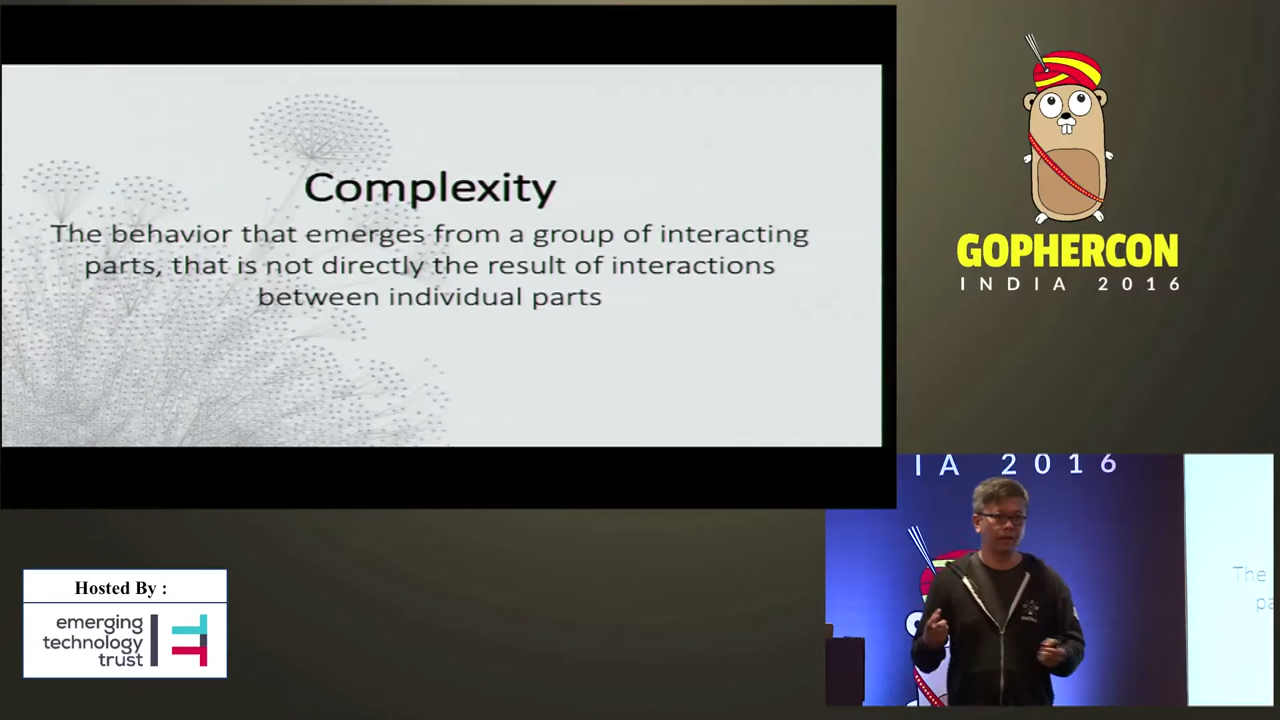 Complexity
The behavior that emerges from a group of interacting
parts, that is not directly the result of interactions
between individual parts
GOPHERCON
INDIA 2016
IA 2016
The
pa
Hosted By :
emerging
technology
trust